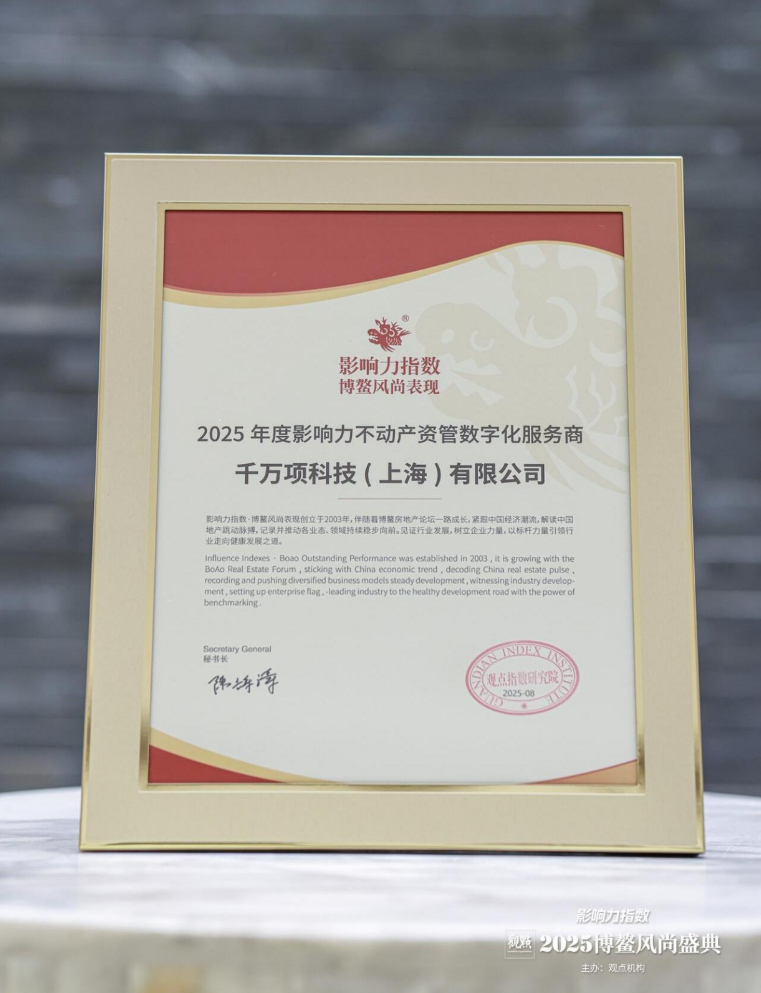 ®
影响力指数
博鳌风尚表现
2025 年度影响力不动产资管数字化服务商
千万项科技 ( 上海 ) 有限公司
影响力指数·博鳌风尚表现创立于2003年，伴随着博鳌房地产论坛一路成长，紧跟中国经济潮流，解读中国
地产跳动脉搏，记录并推动各业态、领域持续稳步向前。见证行业发展，树立企业力量，以标杆力量引领行
业走向健康发展之道。
Influence Indexes - Boao Outstanding Performance was established in 2003 , it is growing with the
BoAo Real Estate Forum , sticking with China economic trend , decoding China real estate pulse ,
recording and pushing diversified business models steady development , witnessing industry develop-
ment , setting up enterprise flag , -leading industry to the healthy development road with the power of
benchmarking .
Secretary General
秘书长
GUANDIAN INDEX INSTITUTE
观点指数研究院
2025-08
影响力指数
观点 2025博鳌风尚盛典
主办：观点机构